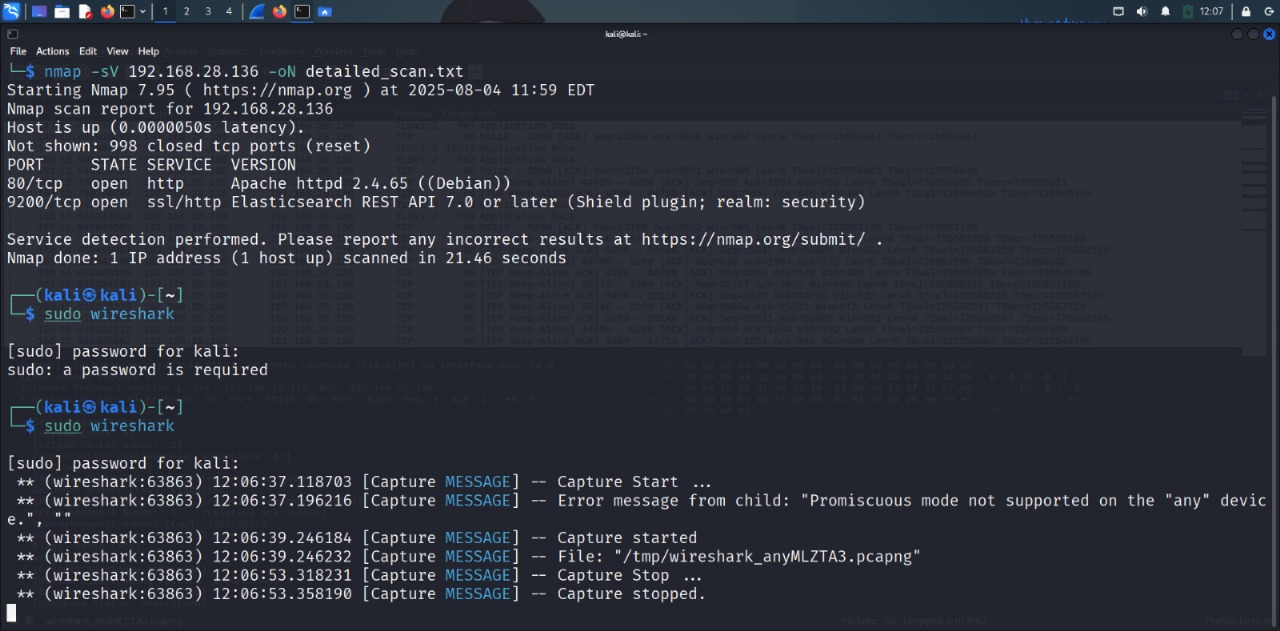 1 2 3 4
12:07
kali@kali: ~
File Actions Edit View Help
└─$ nmap -sV 192.168.28.136 -oN detailed_scan.txt
Starting Nmap 7.95 ( https://nmap.org ) at 2025-08-04 11:59 EDT
Nmap scan report for 192.168.28.136
Host is up (0.0000050s latency).
Not shown: 998 closed tcp ports (reset)
PORT     STATE SERVICE  VERSION
80/tcp   open  http     Apache httpd 2.4.65 ((Debian))
9200/tcp open  ssl/http Elasticsearch REST API 7.0 or later (Shield plugin; realm: security)
Service detection performed. Please report any incorrect results at https://nmap.org/submit/ .
Nmap done: 1 IP address (1 host up) scanned in 21.46 seconds
┌──(kali㉿kali)-[~]
└─$ sudo wireshark
[sudo] password for kali:
sudo: a password is required
┌──(kali㉿kali)-[~]
└─$ sudo wireshark
[sudo] password for kali:
 ** (wireshark:63863) 12:06:37.118703 [Capture MESSAGE] -- Capture Start ...
 ** (wireshark:63863) 12:06:37.196216 [Capture MESSAGE] -- Error message from child: "Promiscuous mode not supported on the "any" devic
e.", ""
 ** (wireshark:63863) 12:06:39.246184 [Capture MESSAGE] -- Capture started
 ** (wireshark:63863) 12:06:39.246232 [Capture MESSAGE] -- File: "/tmp/wireshark_anyMLZTA3.pcapng"
 ** (wireshark:63863) 12:06:53.318231 [Capture MESSAGE] -- Capture Stop ...
 ** (wireshark:63863) 12:06:53.358190 [Capture MESSAGE] -- Capture stopped.